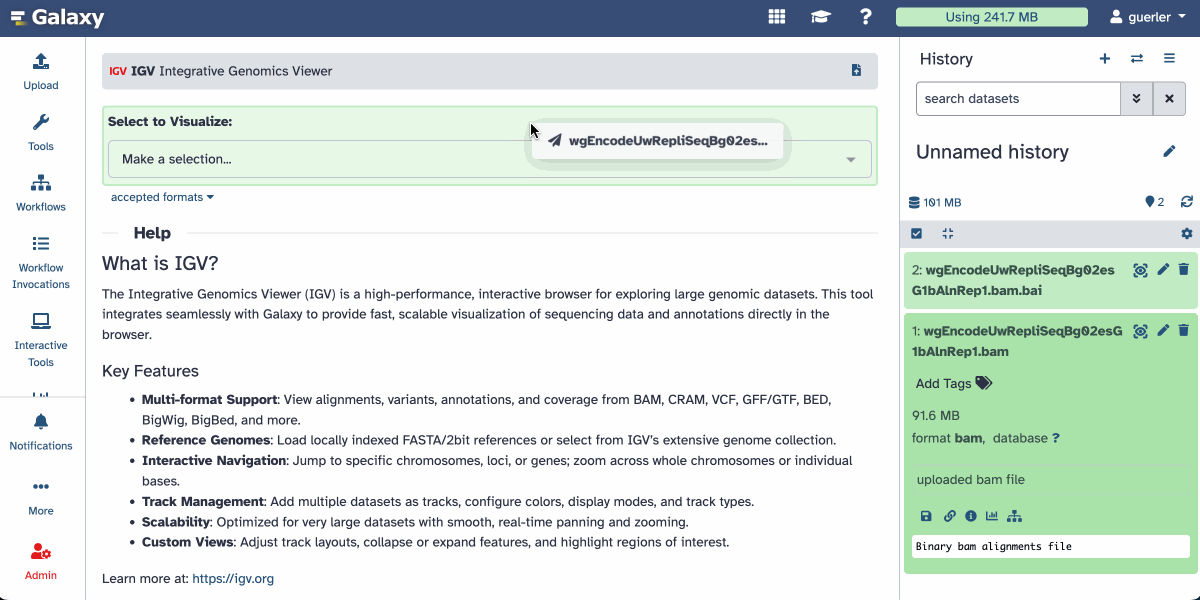 Galaxy
Using 241.7 MB
guerler
Upload
Tools
Workflows
Workflow
Invocations
Interactive
Tools
Notifications
More
Admin
IGV IGV Integrative Genomics Viewer
Select to Visualize:
wgEncodeUwRepliSeqBg02es...
Make a selection...
accepted formats
Help
What is IGV?
The Integrative Genomics Viewer (IGV) is a high-performance, interactive browser for exploring large genomic datasets. This tool
integrates seamlessly with Galaxy to provide fast, scalable visualization of sequencing data and annotations directly in the
browser.
Key Features
• Multi-format Support: View alignments, variants, annotations, and coverage from BAM, CRAM, VCF, GFF/GTF, BED,
BigWig, BigBed, and more.
• Reference Genomes: Load locally indexed FASTA/2bit references or select from IGV's extensive genome collection.
• Interactive Navigation: Jump to specific chromosomes, loci, or genes; zoom across whole chromosomes or individual
bases.
• Track Management: Add multiple datasets as tracks, configure colors, display modes, and track types.
• Scalability: Optimized for very large datasets with smooth, real-time panning and zooming.
• Custom Views: Adjust track layouts, collapse or expand features, and highlight regions of interest.
Learn more at: https://igv.org
History
search datasets
Unnamed history
101 MB
2
2: wgEncodeUwRepliSeqBg02es
G1bAlnRep1.bam.bai
1: wgEncodeUwRepliSeqBg02esG
1bAlnRep1.bam
Add Tags
91.6 MB
format bam, database ?
uploaded bam file
Binary bam alignments file